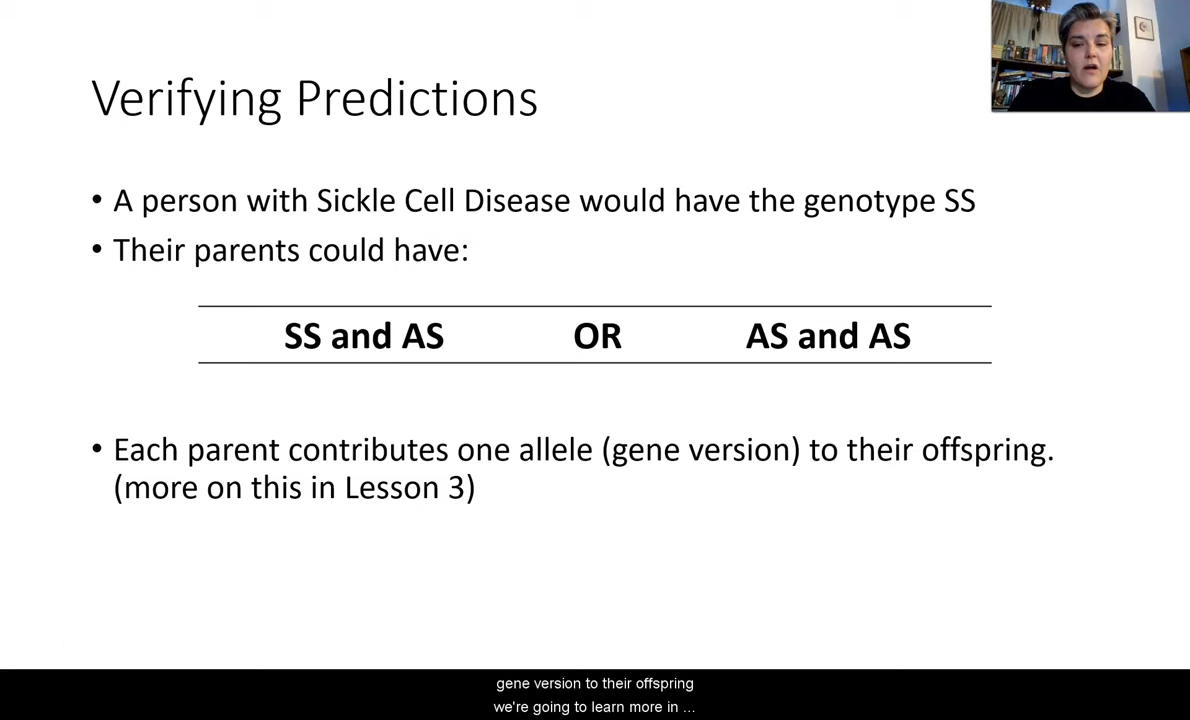 Verifying Predictions
• A person with Sickle Cell Disease would have the genotype SS
• Their parents could have:
SS and AS OR AS and AS
• Each parent contributes one allele (gene version) to their offspring.
(more on this in Lesson 3)
gene version to their offspring
we're going to learn more in ...